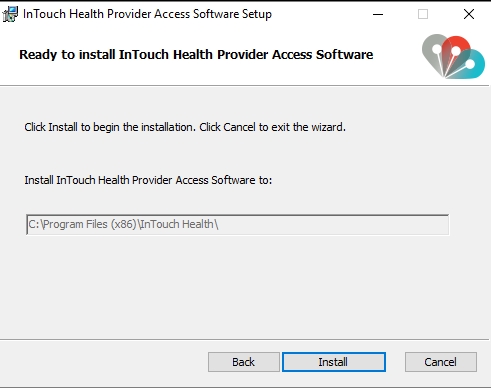 InTouch Health Provider Access Software Setup
Ready to install InTouch Health Provider Access Software
Click Install to begin the installation. Click Cancel to exit the wizard.
Install InTouch Health Provider Access Software to:
C:\Program Files (x86)\InTouch Health\
Back Install Cancel